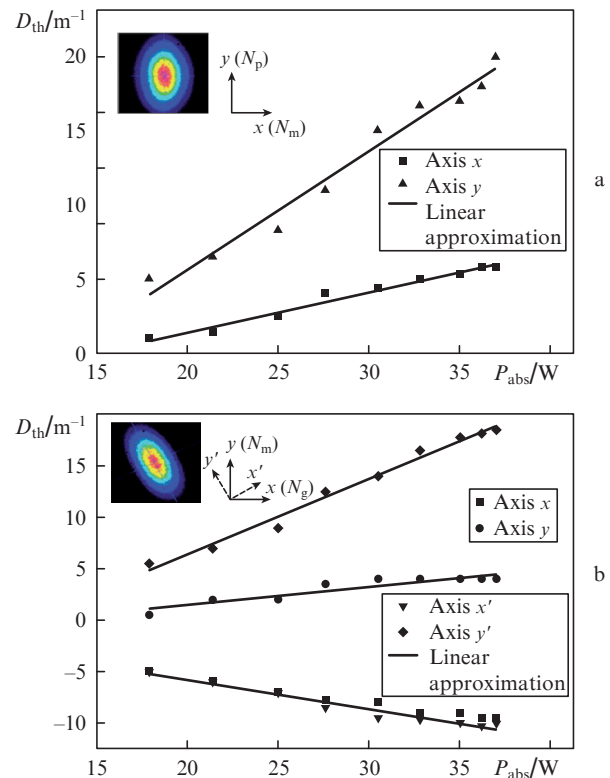 D_th/m⁻¹
y (N_p)
x (N_m)
20
15
10
5
0
Axis x
Axis y
Linear
approximation
a
15
20
25
30
35
P_abs/W
D_th/m⁻¹
y (N_m)
y′
x′
x (N_g)
15
10
5
0
−5
−10
Axis x
Axis y
b
Axis x′
Axis y′
Linear
approximation
15
20
25
30
35
P_abs/W